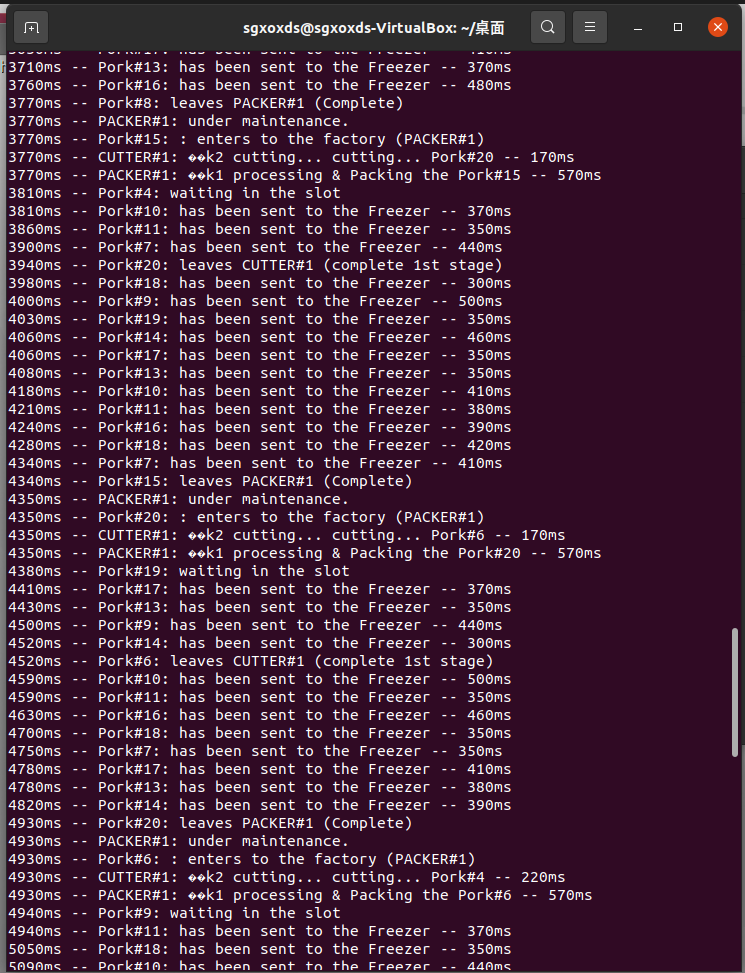 sgxoxds@sgxoxds-VirtualBox: ~/桌面
3710ms -- Pork#13: has been sent to the Freezer -- 370ms
3760ms -- Pork#16: has been sent to the Freezer -- 480ms
3770ms -- Pork#8: leaves PACKER#1 (Complete)
3770ms -- PACKER#1: under maintenance.
3770ms -- Pork#15: : enters to the factory (PACKER#1)
3770ms -- CUTTER#1: ��k2 cutting... cutting... Pork#20 -- 170ms
3770ms -- PACKER#1: ��k1 processing & Packing the Pork#15 -- 570ms
3810ms -- Pork#4: waiting in the slot
3810ms -- Pork#10: has been sent to the Freezer -- 370ms
3860ms -- Pork#11: has been sent to the Freezer -- 350ms
3900ms -- Pork#7: has been sent to the Freezer -- 440ms
3940ms -- Pork#20: leaves CUTTER#1 (complete 1st stage)
3980ms -- Pork#18: has been sent to the Freezer -- 300ms
4000ms -- Pork#9: has been sent to the Freezer -- 500ms
4030ms -- Pork#19: has been sent to the Freezer -- 350ms
4060ms -- Pork#14: has been sent to the Freezer -- 460ms
4060ms -- Pork#17: has been sent to the Freezer -- 350ms
4080ms -- Pork#13: has been sent to the Freezer -- 350ms
4180ms -- Pork#10: has been sent to the Freezer -- 410ms
4210ms -- Pork#11: has been sent to the Freezer -- 380ms
4240ms -- Pork#16: has been sent to the Freezer -- 390ms
4280ms -- Pork#18: has been sent to the Freezer -- 420ms
4340ms -- Pork#7: has been sent to the Freezer -- 410ms
4340ms -- Pork#15: leaves PACKER#1 (Complete)
4350ms -- PACKER#1: under maintenance.
4350ms -- Pork#20: : enters to the factory (PACKER#1)
4350ms -- CUTTER#1: ��k2 cutting... cutting... Pork#6 -- 170ms
4350ms -- PACKER#1: ��k1 processing & Packing the Pork#20 -- 570ms
4380ms -- Pork#19: waiting in the slot
4410ms -- Pork#17: has been sent to the Freezer -- 370ms
4430ms -- Pork#13: has been sent to the Freezer -- 350ms
4500ms -- Pork#9: has been sent to the Freezer -- 440ms
4520ms -- Pork#14: has been sent to the Freezer -- 300ms
4520ms -- Pork#6: leaves CUTTER#1 (complete 1st stage)
4590ms -- Pork#10: has been sent to the Freezer -- 500ms
4590ms -- Pork#11: has been sent to the Freezer -- 350ms
4630ms -- Pork#16: has been sent to the Freezer -- 460ms
4700ms -- Pork#18: has been sent to the Freezer -- 350ms
4750ms -- Pork#7: has been sent to the Freezer -- 350ms
4780ms -- Pork#17: has been sent to the Freezer -- 410ms
4780ms -- Pork#13: has been sent to the Freezer -- 380ms
4820ms -- Pork#14: has been sent to the Freezer -- 390ms
4930ms -- Pork#20: leaves PACKER#1 (Complete)
4930ms -- PACKER#1: under maintenance.
4930ms -- Pork#6: : enters to the factory (PACKER#1)
4930ms -- CUTTER#1: ��k2 cutting... cutting... Pork#4 -- 220ms
4930ms -- PACKER#1: ��k1 processing & Packing the Pork#6 -- 570ms
4940ms -- Pork#9: waiting in the slot
4940ms -- Pork#11: has been sent to the Freezer -- 370ms
5050ms -- Pork#18: has been sent to the Freezer -- 350ms
5090ms -- Pork#10: has been sent to the Freezer -- 440ms